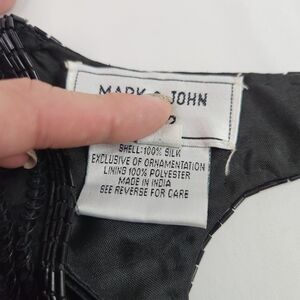 MARK & JOHN
P
SHELL: 100% SILK
EXCLUSIVE OF ORNAMENTATION
LINING 100% POLYESTER
MADE IN INDIA
SEE REVERSE FOR CARE